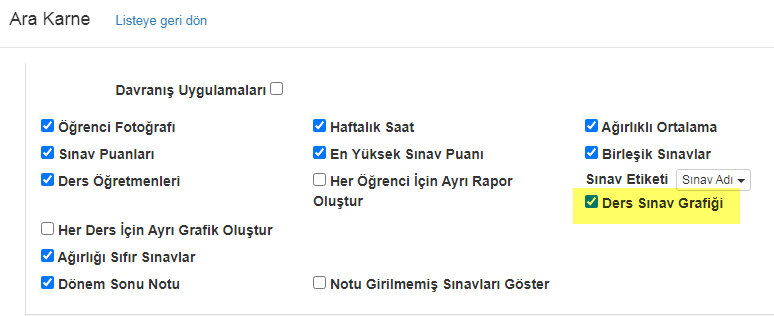 Ara Karne Listeye geri dön
Davranış Uygulamaları
Öğrenci Fotoğrafı Haftalık Saat Ağırlıklı Ortalama
Sınav Puanları En Yüksek Sınav Puanı Birleşik Sınavlar
Ders Öğretmenleri Her Öğrenci İçin Ayrı Rapor Sınav Etiketi Sınav Adı
Oluştur Ders Sınav Grafiği
Her Ders İçin Ayrı Grafik Oluştur
Ağırlığı Sıfır Sınavlar
Dönem Sonu Notu Notu Girilmemiş Sınavları Göster